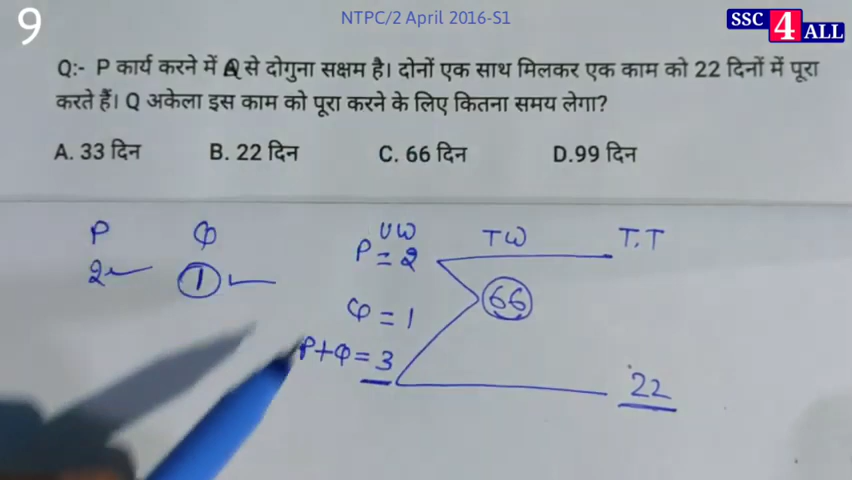 9
NTPC/2 April 2016-S1
SSC 4 ALL
Q:- P कार्य करने में Q से दोगुना सक्षम है। दोनों एक साथ मिलकर एक काम को 22 दिनों में पूरा
करते हैं। Q अकेला इस काम को पूरा करने के लिए कितना समय लेगा?
A. 33 दिन B. 22 दिन C. 66 दिन D.99 दिन
P Q UW TW T.T
2 1 P = 2
66
Q = 1
P+Q = 3
22